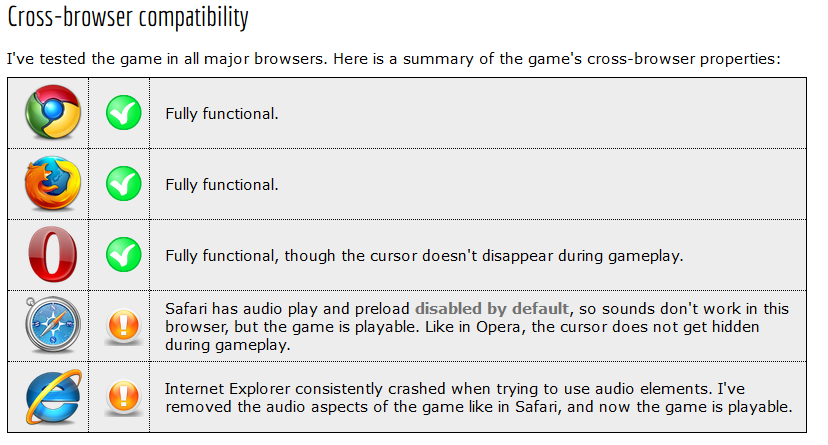 Cross-browser compatibility
I've tested the game in all major browsers. Here is a summary of the game's cross-browser properties:
Fully functional.
Fully functional.
Fully functional, though the cursor doesn't disappear during gameplay.
Safari has audio play and preload disabled by default, so sounds don't work in this
browser, but the game is playable. Like in Opera, the cursor does not get hidden
during gameplay.
Internet Explorer consistently crashed when trying to use audio elements. I've
removed the audio aspects of the game like in Safari, and now the game is playable.